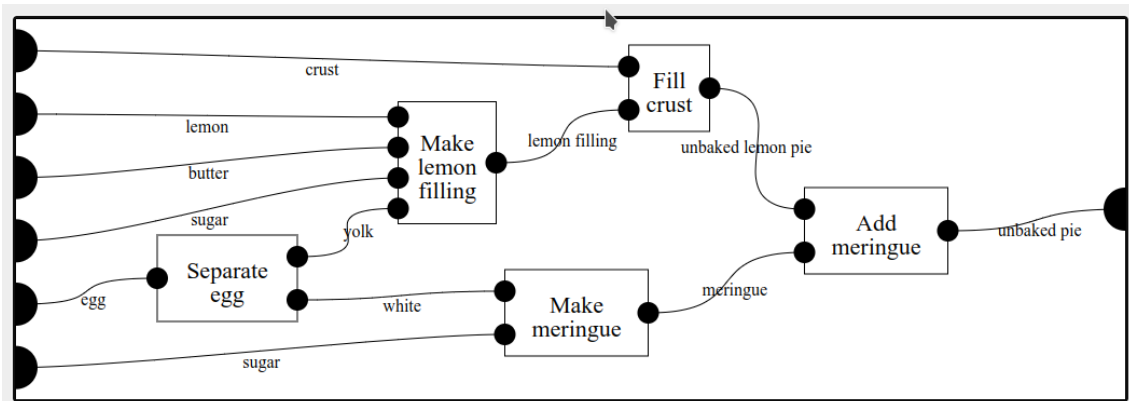 crust
Fill
crust
lemon
Make
lemon
filling
lemon filling
unbaked lemon pie
butter
sugar
yolk
Add
meringue
unbaked pie
Separate
egg
egg
white
Make
meringue
meringue
sugar